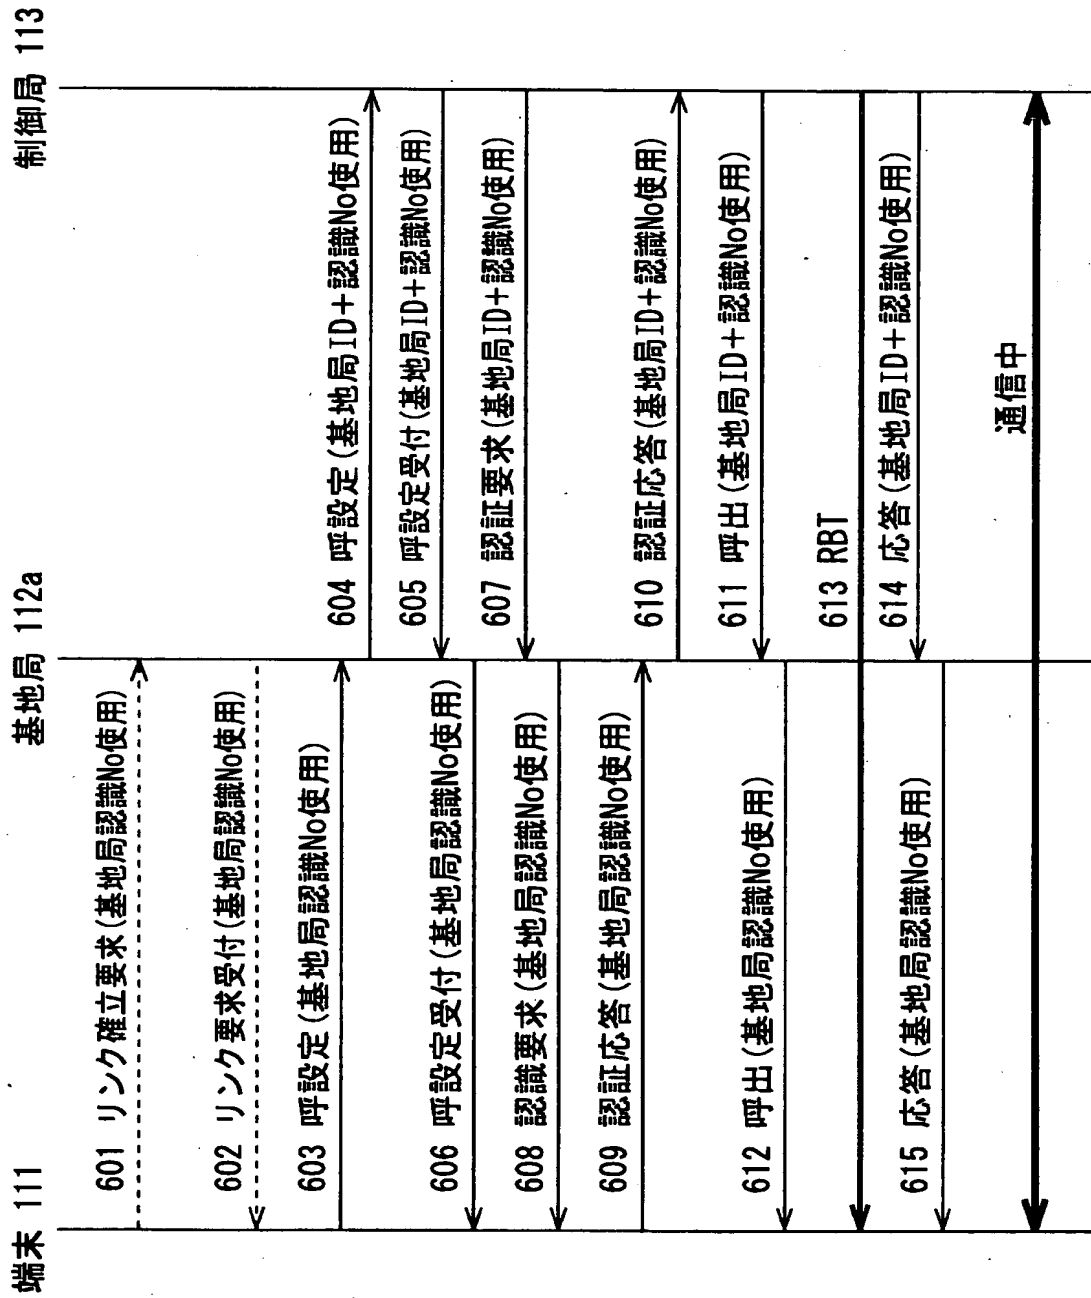 端末 111
基地局 112a
制御局 113
601 リンク確立要求(基地局認識No使用)
602 リンク要求受付(基地局認識No使用)
603 呼設定(基地局認識No使用)
604 呼設定(基地局ID+認識No使用)
605 呼設定受付(基地局ID+認識No使用)
606 呼設定受付(基地局認識No使用)
607 認証要求(基地局ID+認識No使用)
608 認識要求(基地局認識No使用)
609 認証応答(基地局認識No使用)
610 認証応答(基地局ID+認識No使用)
611 呼出(基地局ID+認識No使用)
612 呼出(基地局認識No使用)
613 RBT
614 応答(基地局ID+認識No使用)
615 応答(基地局認識No使用)
通信中